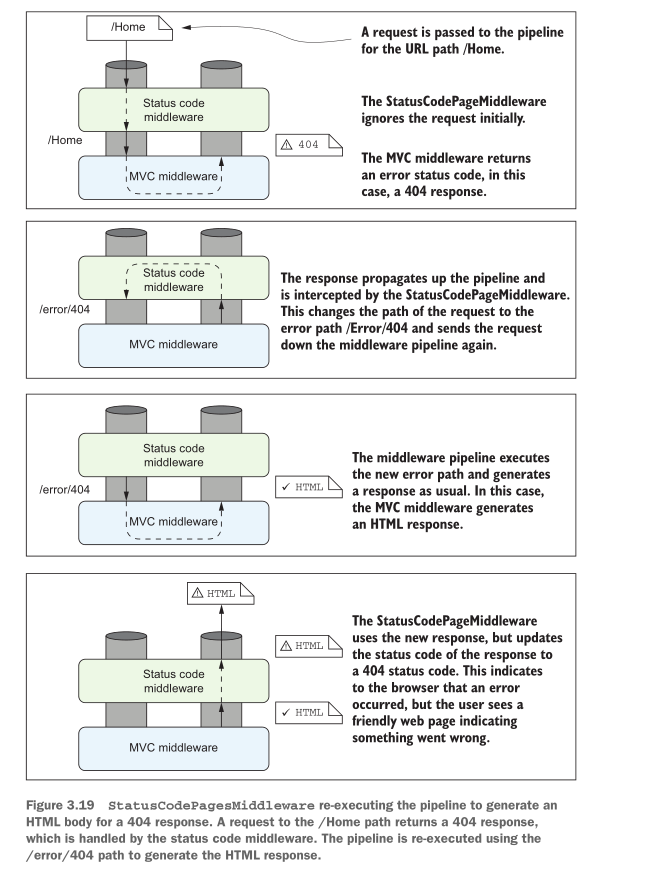 /Home
A request is passed to the pipeline
for the URL path /Home.
Status code
middleware
The StatusCodePageMiddleware
ignores the request initially.
/Home
⚠ 404
MVC middleware
The MVC middleware returns
an error status code, in this
case, a 404 response.
Status code
middleware
/error/404
MVC middleware
The response propagates up the pipeline and
is intercepted by the StatusCodePageMiddleware.
This changes the path of the request to the
error path /Error/404 and sends the request
down the middleware pipeline again.
Status code
middleware
/error/404
✓ HTML
MVC middleware
The middleware pipeline executes
the new error path and generates
a response as usual. In this case,
the MVC middleware generates
an HTML response.
⚠ HTML
⚠ HTML
Status code
middleware
✓ HTML
MVC middleware
The StatusCodePageMiddleware
uses the new response, but updates
the status code of the response to
a 404 status code. This indicates
to the browser that an error
occurred, but the user sees a
friendly web page indicating
something went wrong.
Figure 3.19 StatusCodePagesMiddleware re-executing the pipeline to generate an
HTML body for a 404 response. A request to the /Home path returns a 404 response,
which is handled by the status code middleware. The pipeline is re-executed using the
/error/404 path to generate the HTML response.